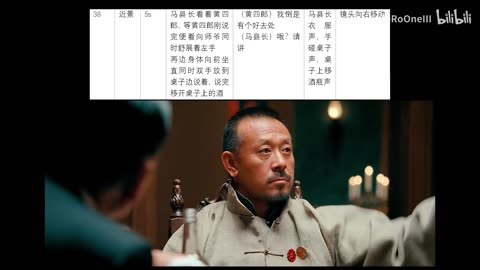 RoOneIII bilibili
38 近景 5s 马县长看着黄四 （黄四郎）我倒是 马县长 镜头向右移动
郎，等黄四郎刚说 有个好去处 衣服
完便看向师爷同 （马县长）哦？请 声，手
时舒展着左手 讲 碰桌子
再边身体向前坐 声，桌
直同时双手放到 子上移
桌子边说着，说完 酒瓶声
移开桌子上的酒